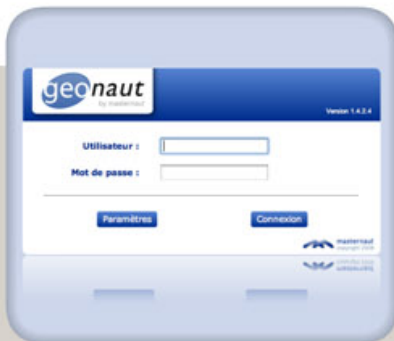 geonaut
by masternaut
Version 1.4.2.4
Utilisateur :
Mot de passe :
Paramètres
Connexion
masternaut